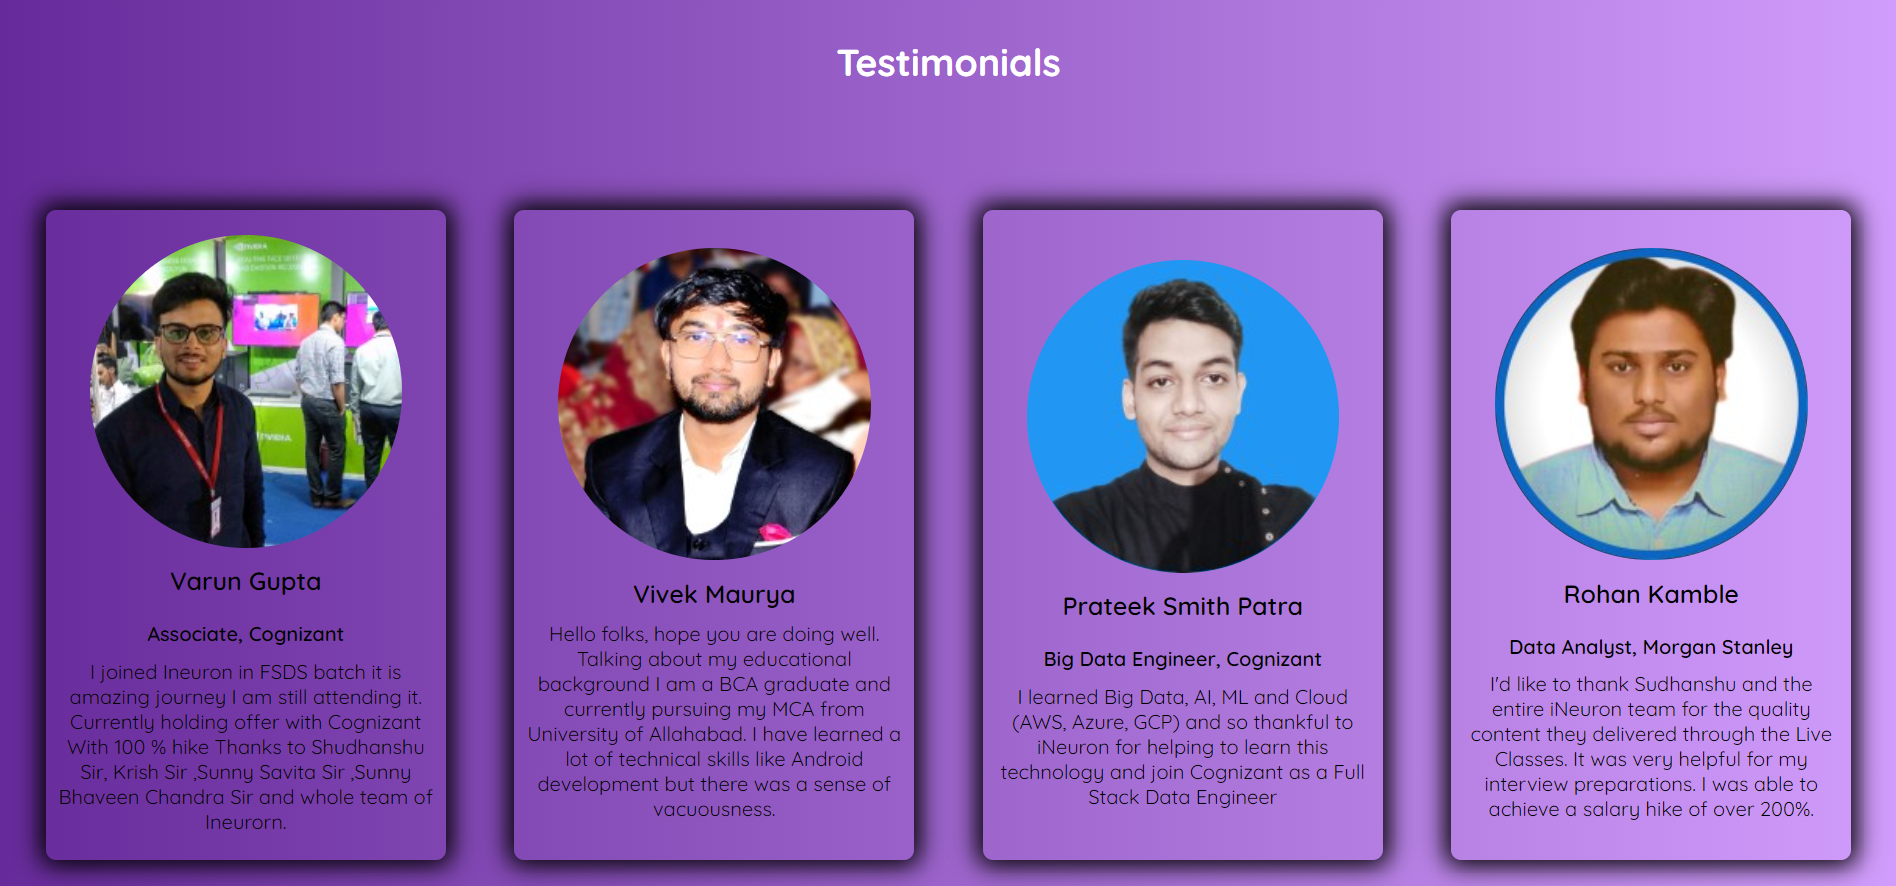 Testimonials
NVIDIA
NVIDIA
Varun Gupta
Associate, Cognizant
I joined Ineuron in FSDS batch it is
amazing journey I am still attending it.
Currently holding offer with Cognizant
With 100 % hike Thanks to Shudhanshu
Sir, Krish Sir ,Sunny Savita Sir ,Sunny
Bhaveen Chandra Sir and whole team of
Ineurorn.
Vivek Maurya
Hello folks, hope you are doing well.
Talking about my educational
background I am a BCA graduate and
currently pursuing my MCA from
University of Allahabad. I have learned a
lot of technical skills like Android
development but there was a sense of
vacuousness.
Prateek Smith Patra
Big Data Engineer, Cognizant
I learned Big Data, AI, ML and Cloud
(AWS, Azure, GCP) and so thankful to
iNeuron for helping to learn this
technology and join Cognizant as a Full
Stack Data Engineer
Rohan Kamble
Data Analyst, Morgan Stanley
I'd like to thank Sudhanshu and the
entire iNeuron team for the quality
content they delivered through the Live
Classes. It was very helpful for my
interview preparations. I was able to
achieve a salary hike of over 200%.